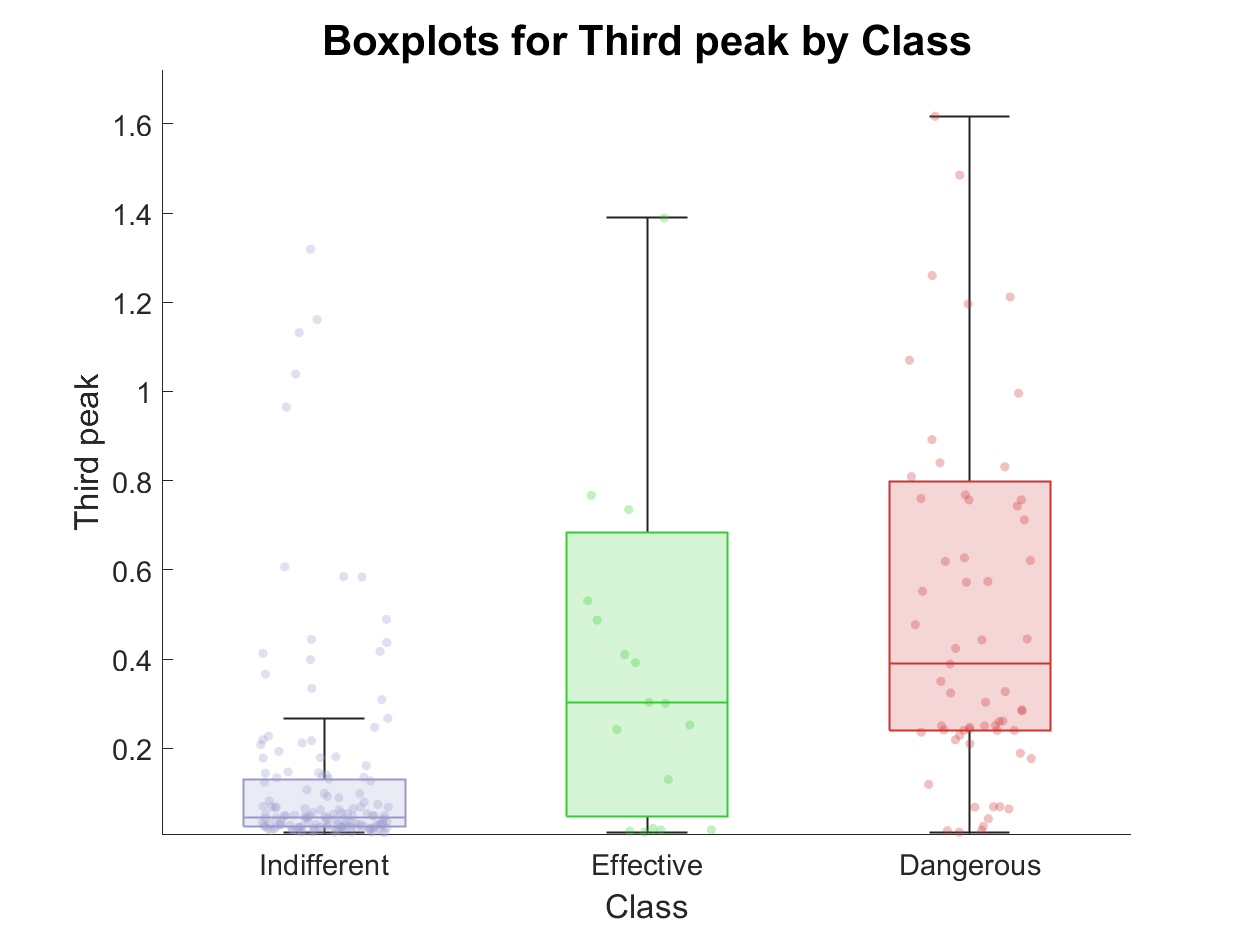 Boxplots for Third peak by Class
Third peak
1.6
1.4
1.2
1
0.8
0.6
0.4
0.2
Indifferent
Effective
Dangerous
Class